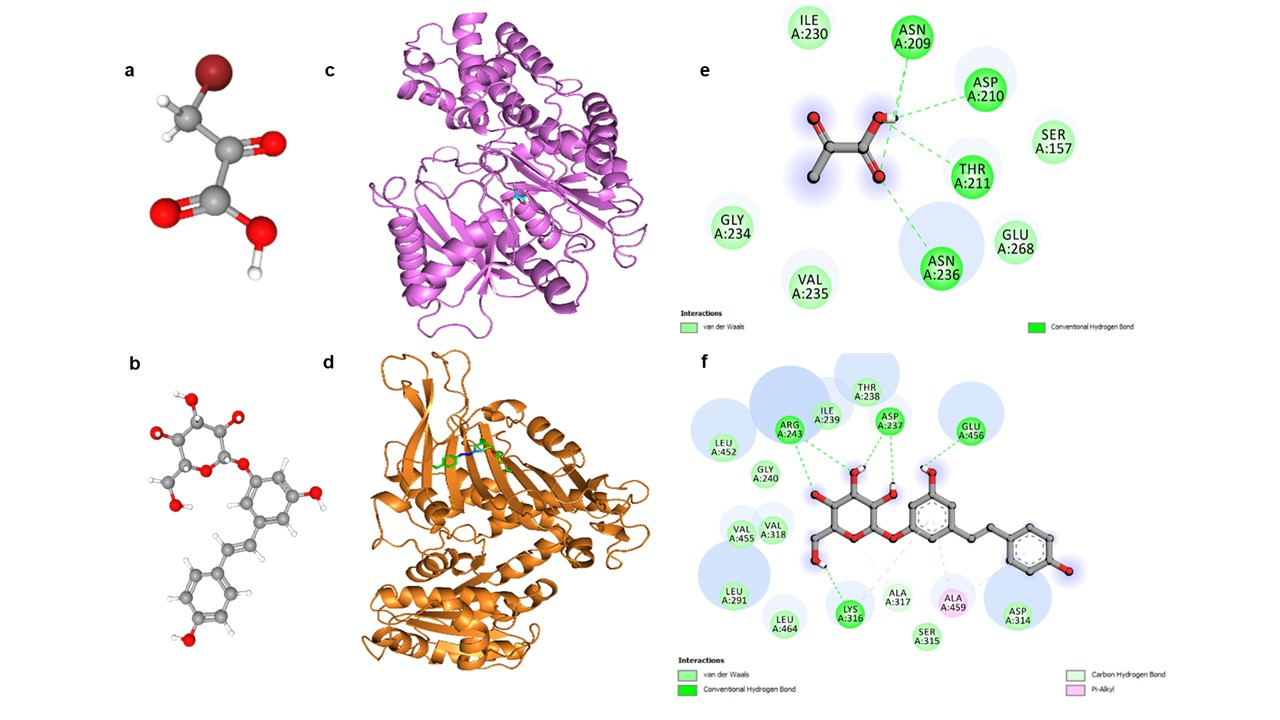 a
c
e
ILE
A:230
ASN
A:209
ASP
A:210
SER
A:157
THR
A:211
GLY
A:234
GLU
A:268
ASN
A:236
VAL
A:235
Interactions
van der Waals
Conventional Hydrogen Bond
b
d
f
THR
A:238
ILE
A:239
ASP
A:237
ARG
A:243
GLU
A:456
LEU
A:452
GLY
A:240
VAL
A:455
VAL
A:318
LEU
A:291
ALA
A:317
ALA
A:459
LYS
A:316
ASP
A:314
LEU
A:464
SER
A:315
Interactions
van der Waals
Conventional Hydrogen Bond
Carbon Hydrogen Bond
Pi-Alkyl